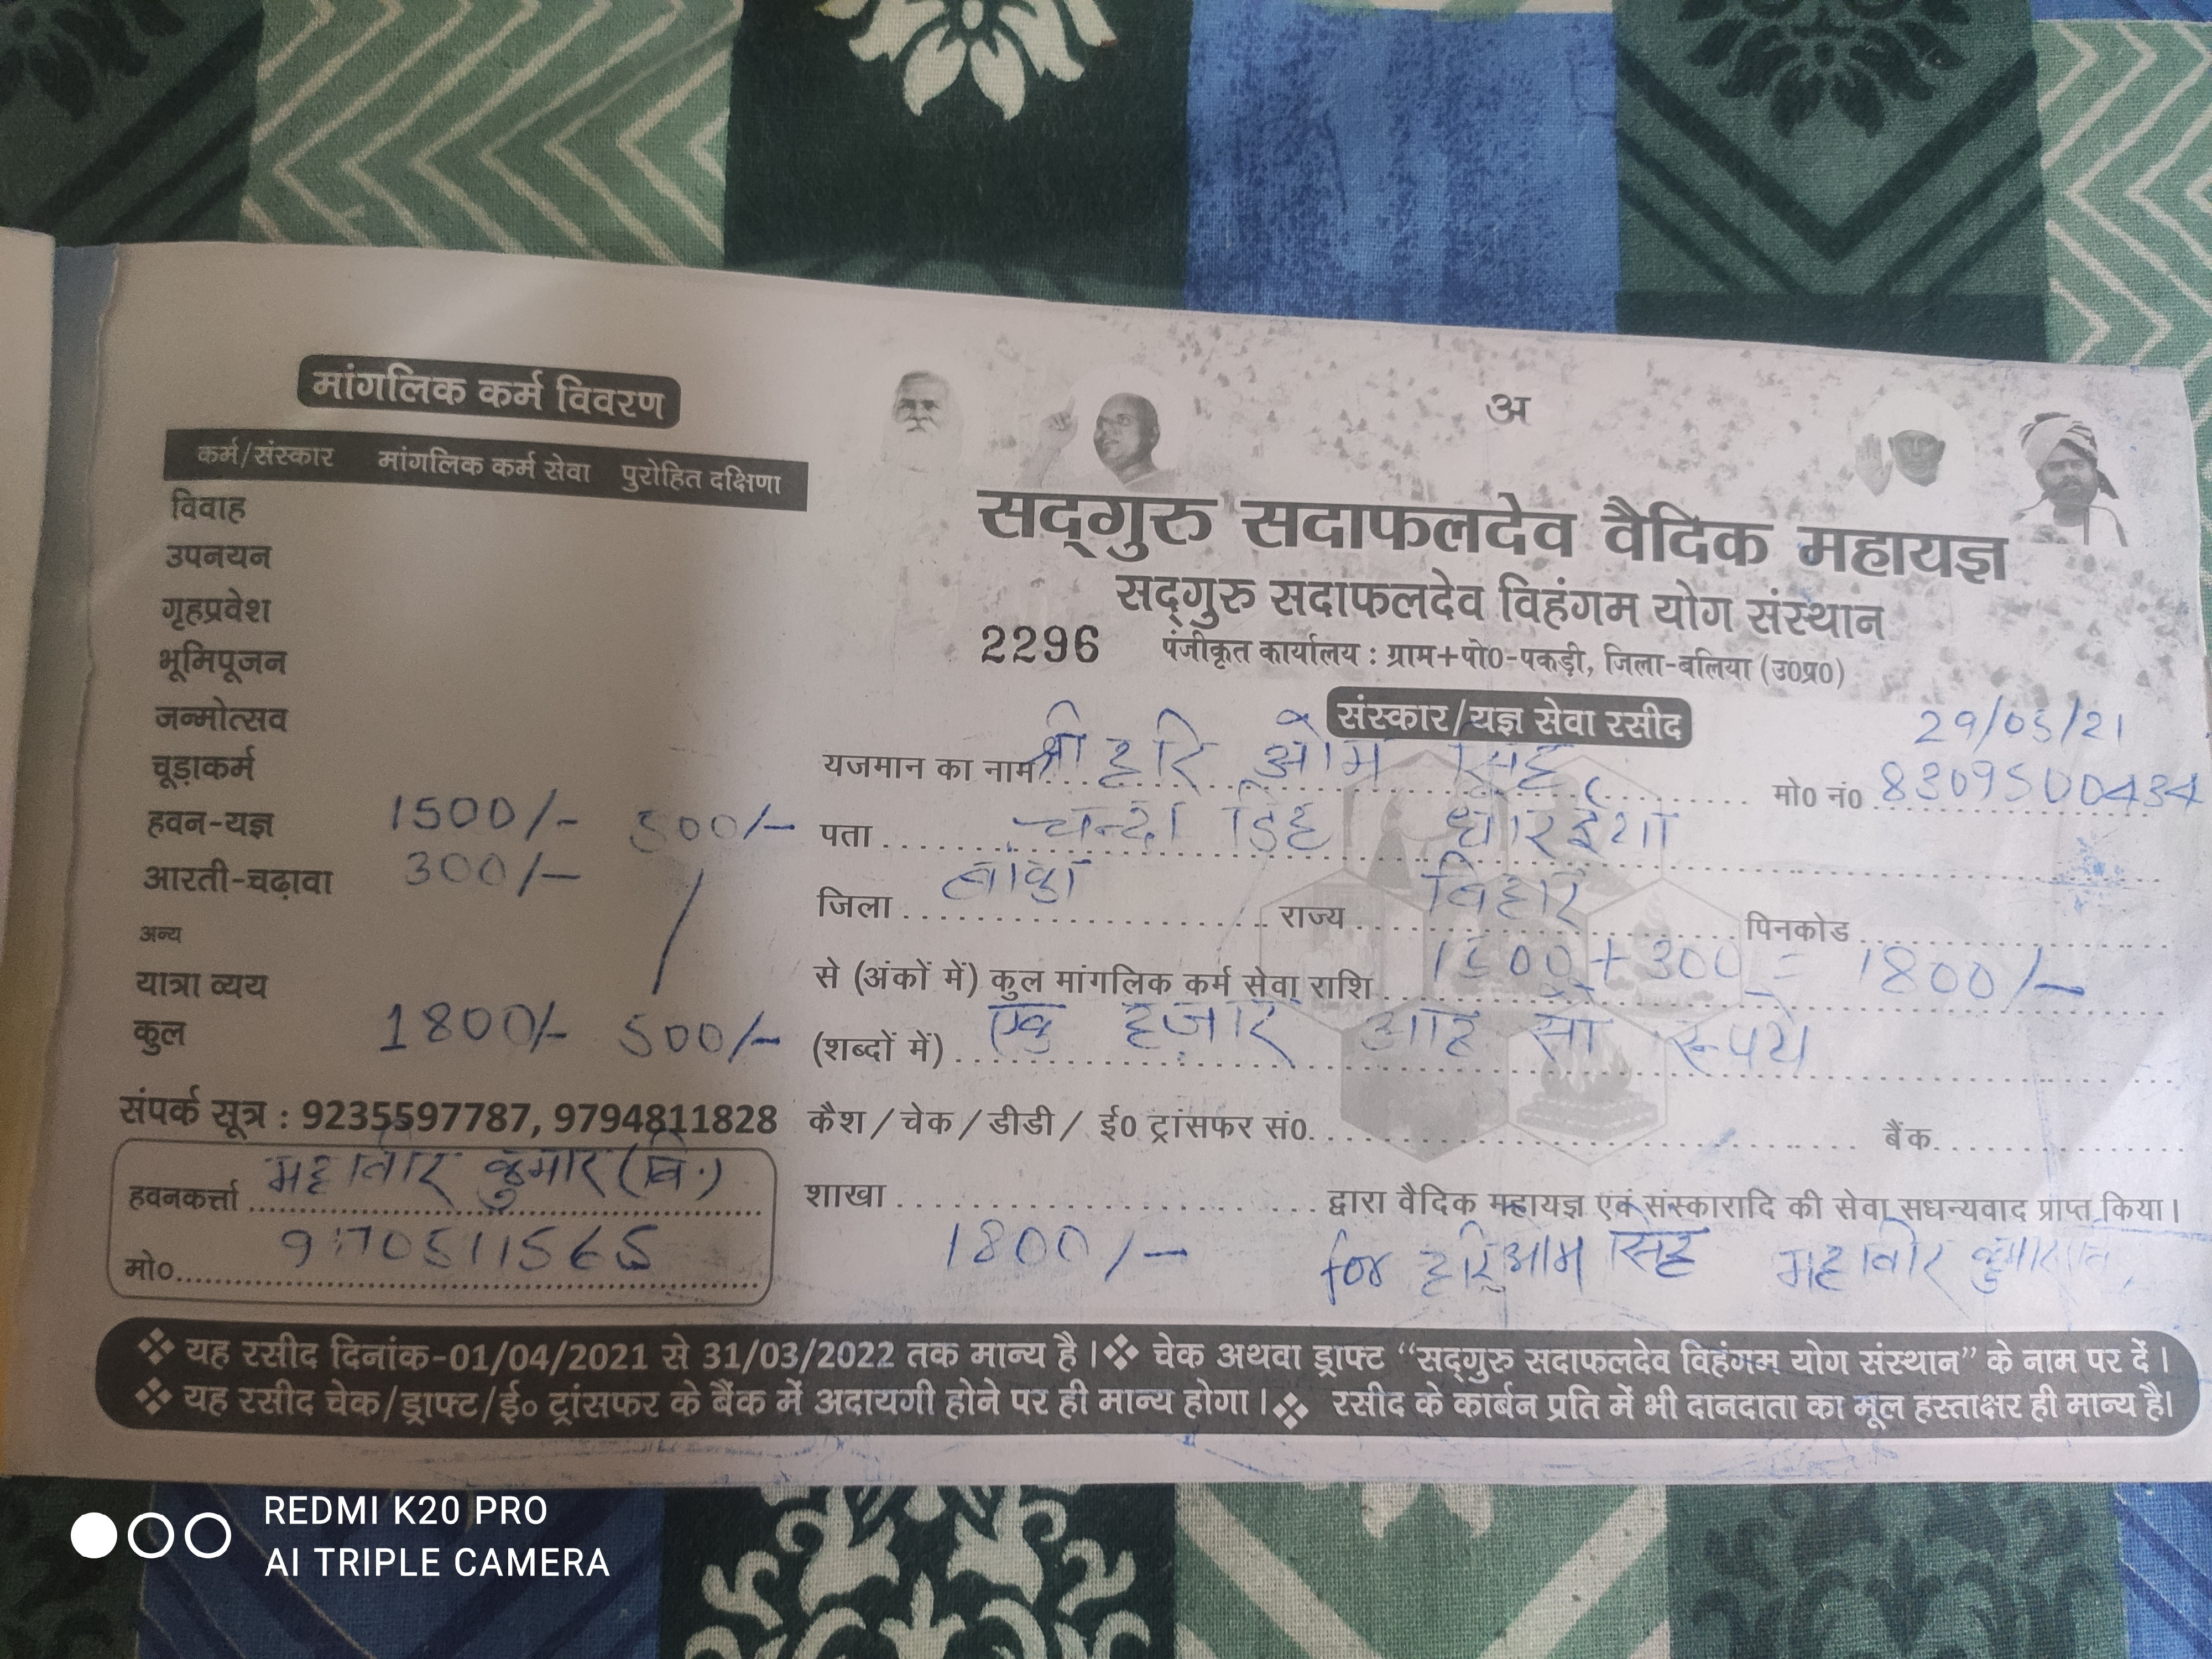 मांगलिक कर्म विवरण
कर्म/संस्कार मांगलिक कर्म सेवा पुरोहित दक्षिणा
विवाह
उपनयन
गृहप्रवेश
भूमिपूजन
जन्मोत्सव
चूड़ाकर्म
हवन-यज्ञ 1500/- 500/-
आरती-चढ़ावा 300/-
अन्य
यात्रा व्यय
कुल 1800/- 500/-
संपर्क सूत्र : 9235597787, 9794811828
हवनकर्त्ता महावीर कुमार (वि.)
मो०
अ
सद्गुरु सदाफलदेव वैदिक महायज्ञ
सद्गुरु सदाफलदेव विहंगम योग संस्थान
2296 पंजीकृत कार्यालय : ग्राम+पो0-पकड़ी, जिला-बलिया (उ0प्र0)
संस्कार/यज्ञ सेवा रसीद 29/05/21
यजमान का नाम श्री हरि ओम सिंह मो0 नं0 8309500434
पता चन्दा डिह धोरईया
जिला बांका राज्य बिहार पिनकोड
से (अंकों में) कुल मांगलिक कर्म सेवा राशि 1500+300 = 1800/-
(शब्दों में) एक हजार आठ सौ रूपये
कैश / चेक / डीडी / ई0 ट्रांसफर सं0. बैंक
शाखा द्वारा वैदिक महायज्ञ एवं संस्कारादि की सेवा सधन्यवाद प्राप्त किया।
1800/- for हरिओम सिंह महावीर कुमार
❖ यह रसीद दिनांक-01/04/2021 से 31/03/2022 तक मान्य है। ❖ चेक अथवा ड्राफ्ट “सद्गुरु सदाफलदेव विहंगम योग संस्थान” के नाम पर दें।
❖ यह रसीद चेक/ड्राफ्ट/ई० ट्रांसफर के बैंक में अदायगी होने पर ही मान्य होगा। ❖ रसीद के कार्बन प्रति में भी दानदाता का मूल हस्ताक्षर ही मान्य है।
REDMI K20 PRO
AI TRIPLE CAMERA